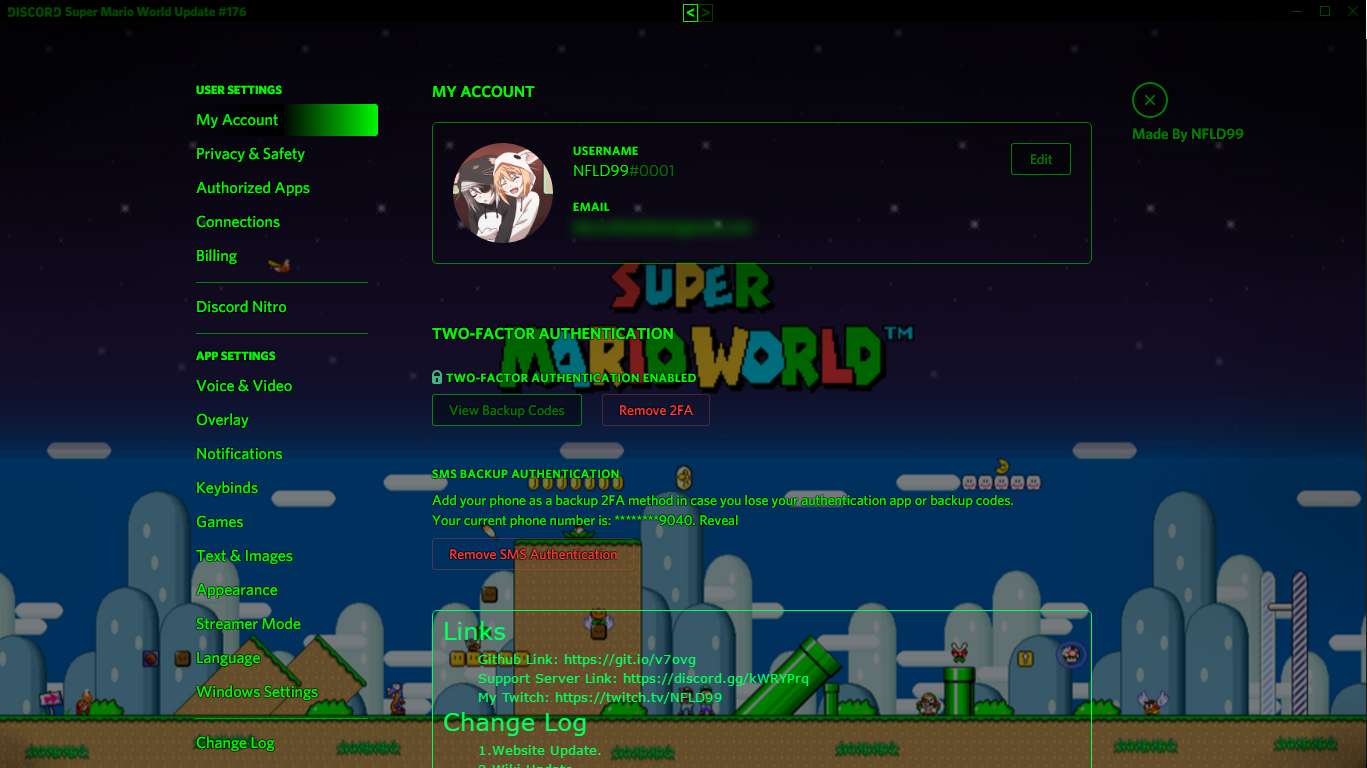 DISCORD Super Mario World Update #176
< >
USER SETTINGS
My Account
Privacy & Safety
Authorized Apps
Connections
Billing
Discord Nitro
APP SETTINGS
Voice & Video
Overlay
Notifications
Keybinds
Games
Text & Images
Appearance
Streamer Mode
Language
Windows Settings
Change Log
MY ACCOUNT
USERNAME
NFLD99#0001
Edit
EMAIL
SUPER
MARIO WORLD™
TWO-FACTOR AUTHENTICATION
TWO-FACTOR AUTHENTICATION ENABLED
View Backup Codes
Remove 2FA
SMS BACKUP AUTHENTICATION
Add your phone as a backup 2FA method in case you lose your authentication app or backup codes.
Your current phone number is: ********9040. Reveal
Remove SMS Authentication
Links
Github Link: https://git.io/v7ovg
Support Server Link: https://discord.gg/kWRYPrq
My Twitch: https://twitch.tv/NFLD99
Change Log
1.Website Update.
2.Wiki Update.
Made By NFLD99